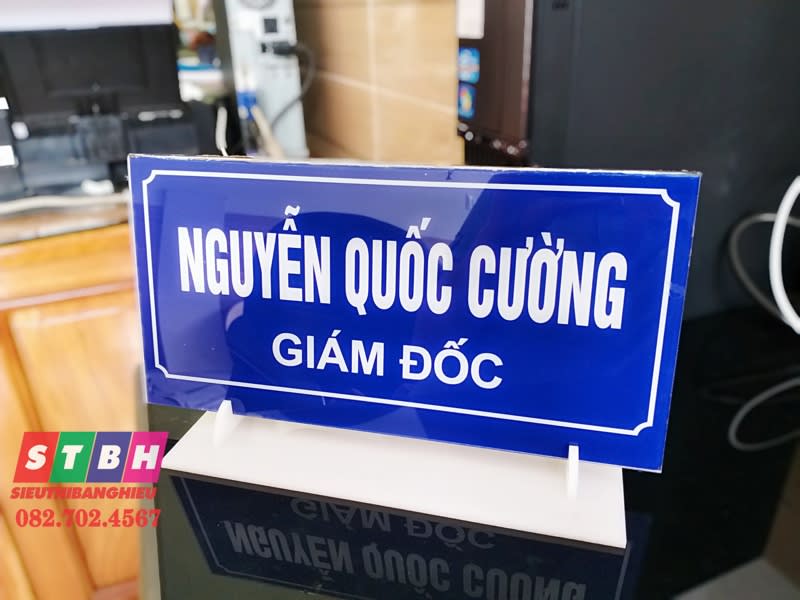 NGUYỄN QUỐC CƯỜNG
GIÁM ĐỐC
STBH
SIEUTHIBANGHIEU
082.702.4567